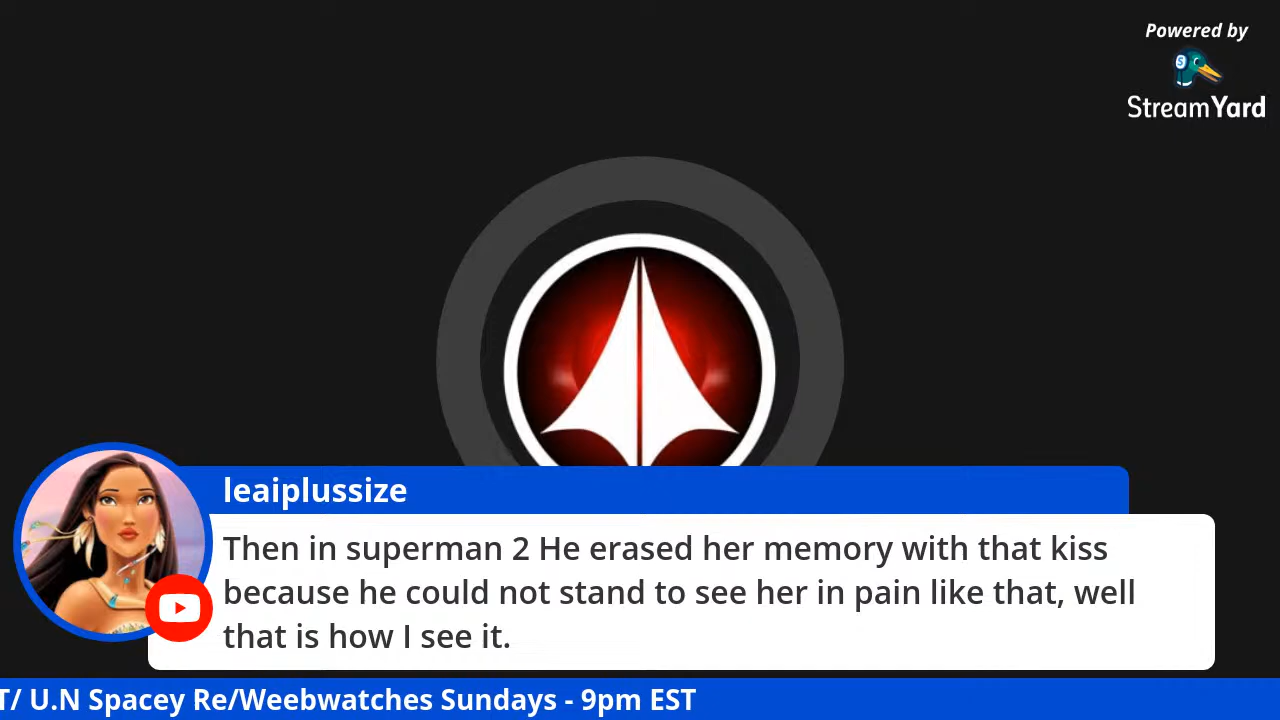 Powered by
StreamYard
leaiplussize
Then in superman 2 He erased her memory with that kiss
because he could not stand to see her in pain like that, well
that is how I see it.
T/ U.N Spacey Re/Weebwatches Sundays - 9pm EST